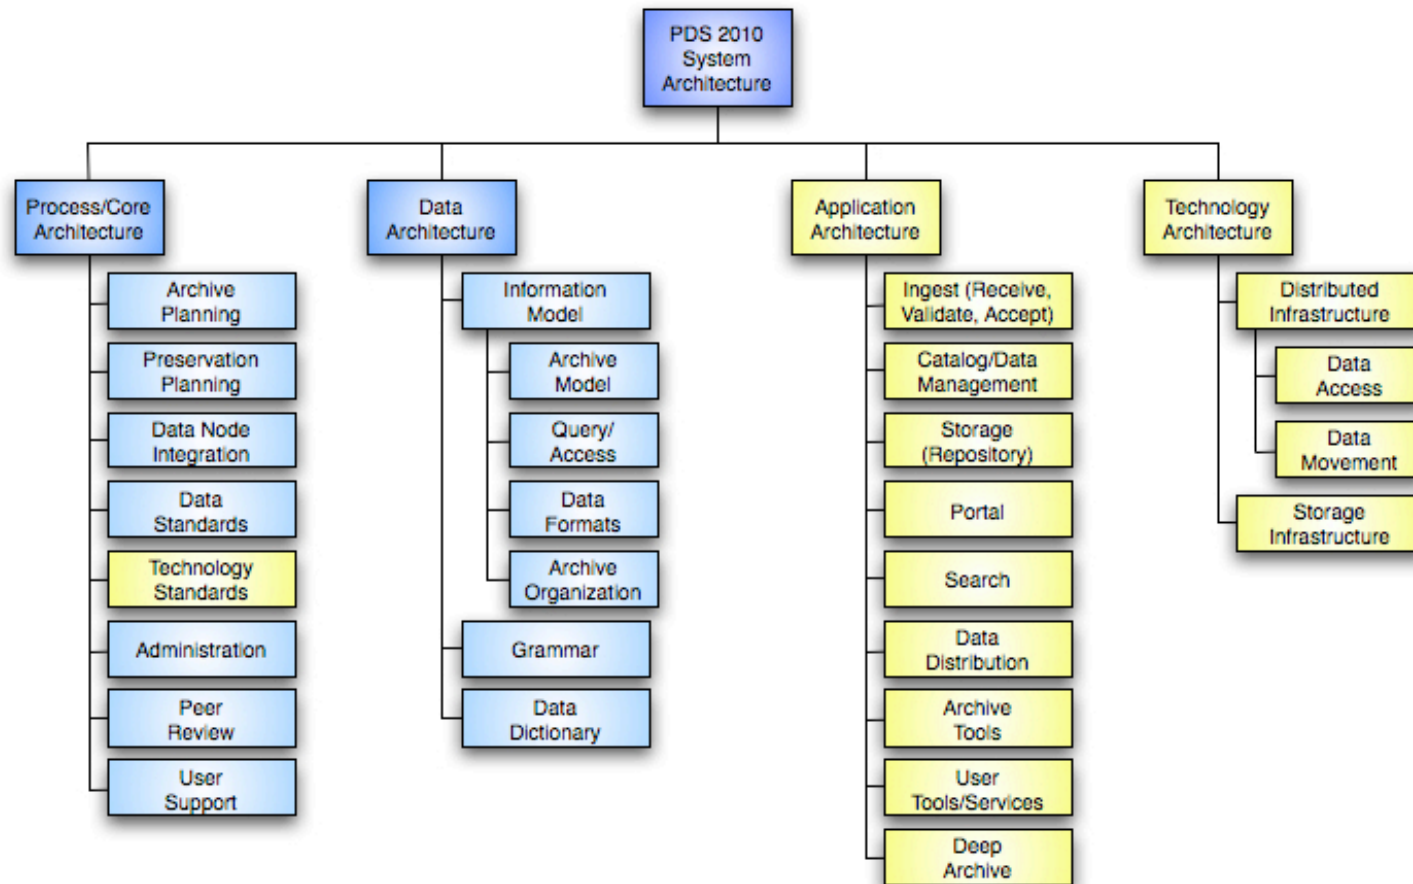 PDS 2010
System
Architecture
Process/Core
Architecture
Archive
Planning
Preservation
Planning
Data Node
Integration
Data
Standards
Technology
Standards
Administration
Peer
Review
User
Support
Data
Architecture
Information
Model
Archive
Model
Query/
Access
Data
Formats
Archive
Organization
Grammar
Data
Dictionary
Application
Architecture
Ingest (Receive,
Validate, Accept)
Catalog/Data
Management
Storage
(Repository)
Portal
Search
Data
Distribution
Archive
Tools
User
Tools/Services
Deep
Archive
Technology
Architecture
Distributed
Infrastructure
Data
Access
Data
Movement
Storage
Infrastructure